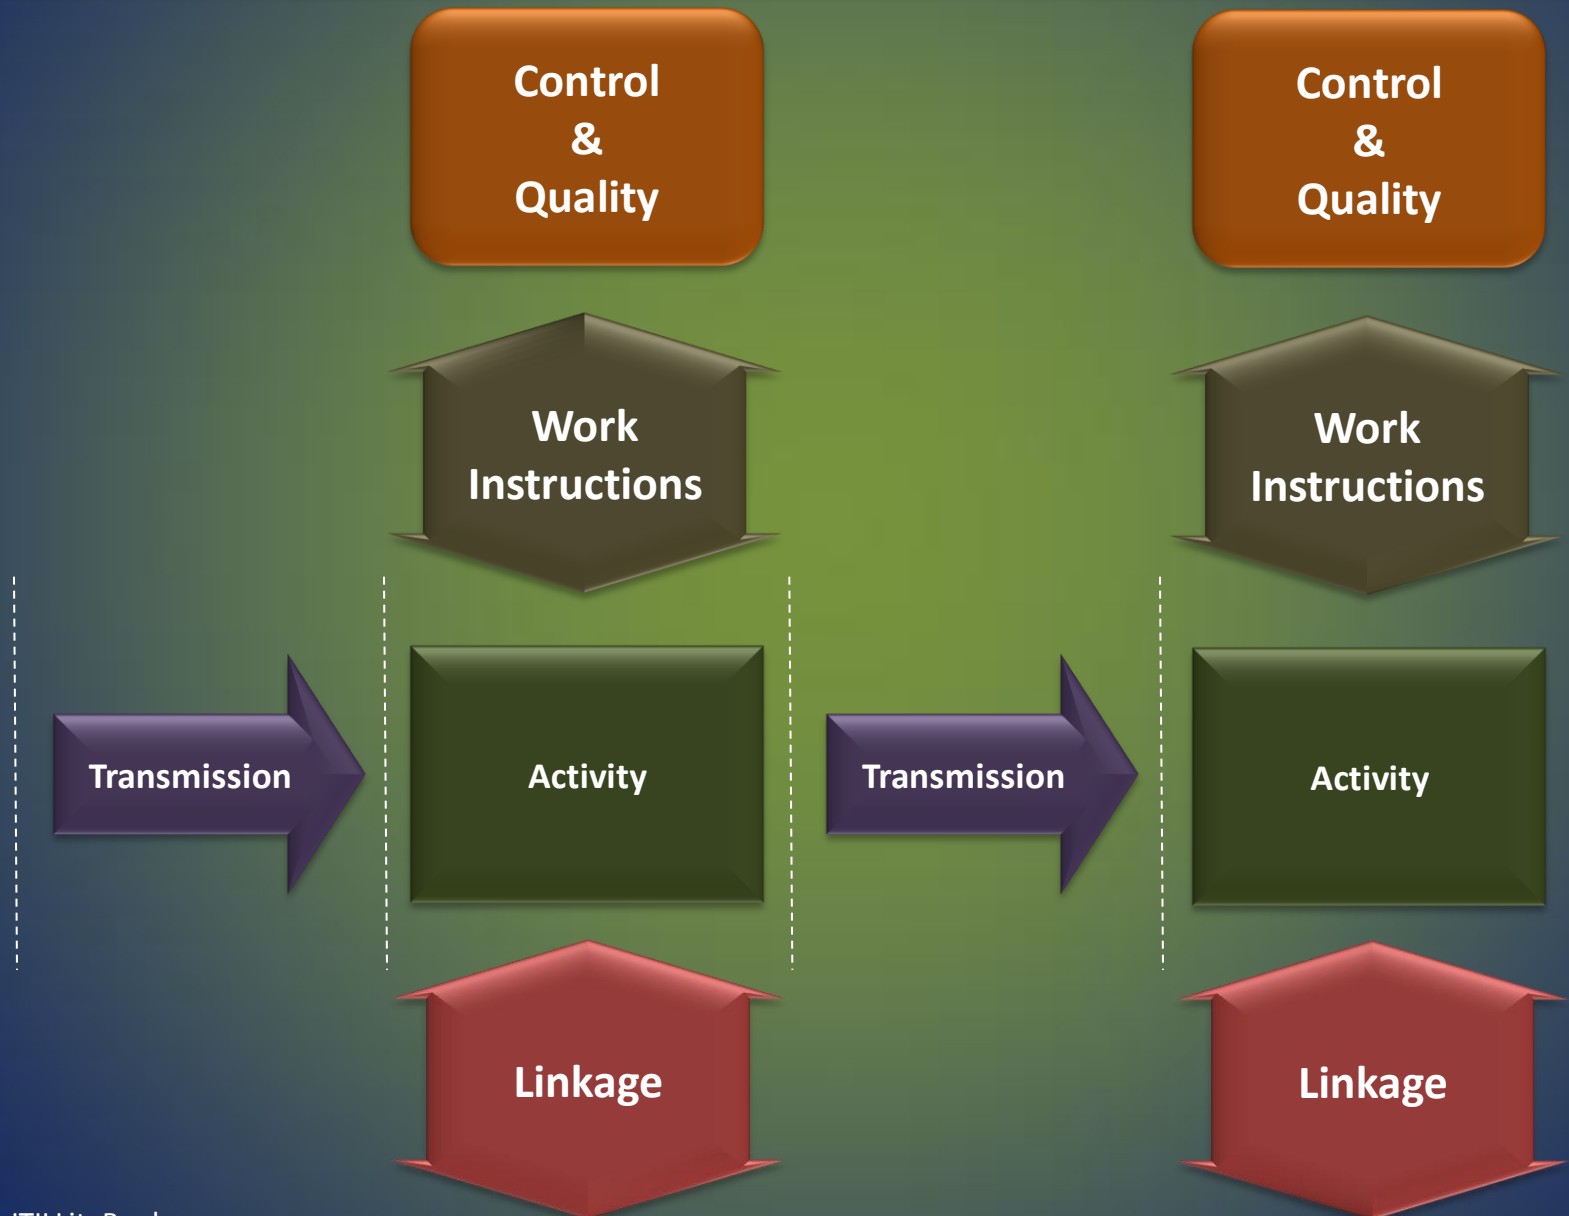 Control
&
Quality
Control
&
Quality
Work
Instructions
Work
Instructions
Transmission
Activity
Transmission
Activity
Linkage
Linkage